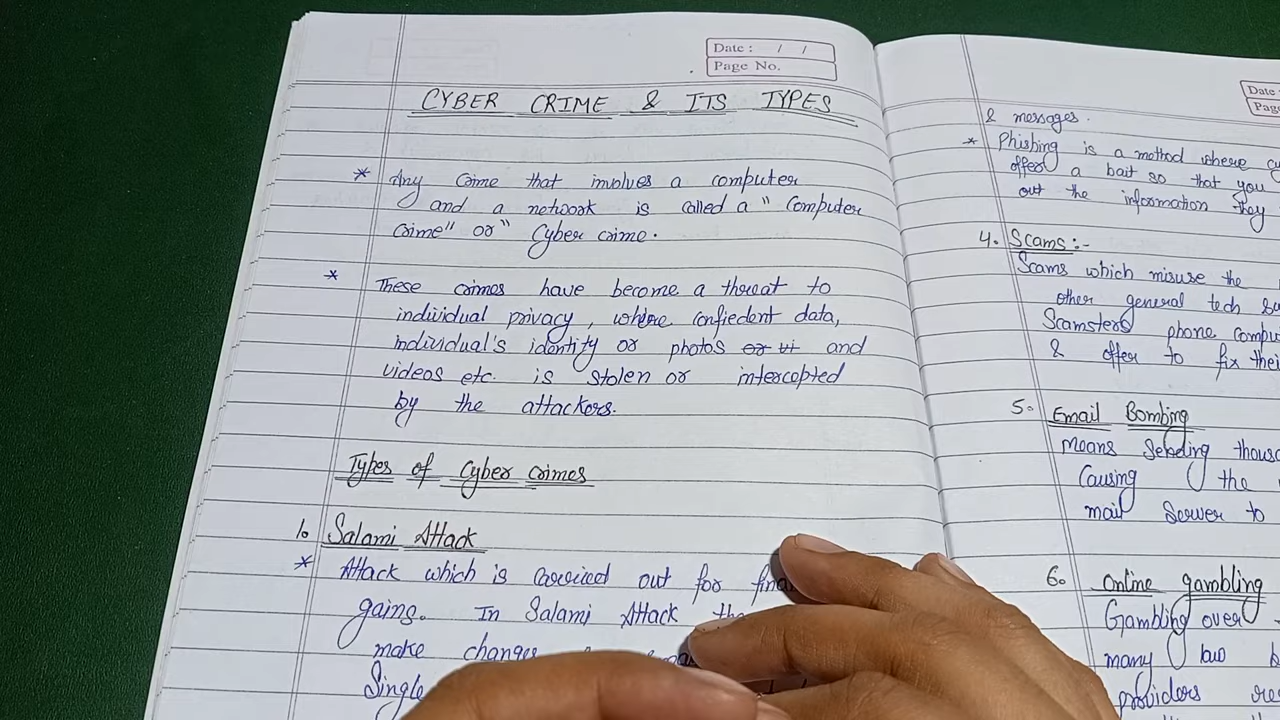 Date : / /
Page No.
CYBER CRIME & ITS TYPES
* Any crime that involves a computer
and a network is called a " Computer
crime" or " Cyber crime.
* These crimes have become a threat to
individual privacy, where confiedent data,
individual's identity or photos or vi and
videos etc. is stolen or intercepted
by the attackers.
Types of Cyber Crimes
1. Salami Attack
* Attack which is carried out for
gains. In Salami Attack
make changes
Single
Date
Page
& messages.
* Phishing is a method where
offer a bait so that you
out the information they
4. Scams :-
Scams which misuse the
other general tech
Scamsters phone
& offer to fix
5. Email Bombing
Means Sending
Causing the
mail Server to
6. Online gambling
Gambling over
many
providers